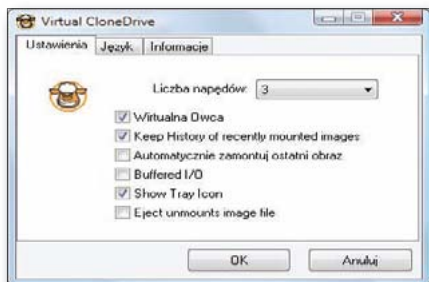 Virtual CloneDrive
Ustawienia Język Informacje
Liczba napędów: 3
Wirtualna Owca
Keep History of recently mounted images
Automatycznie zamontuj ostatni obraz
Buffered I/O
Show Tray Icon
Eject unmounts image file
OK Anuluj